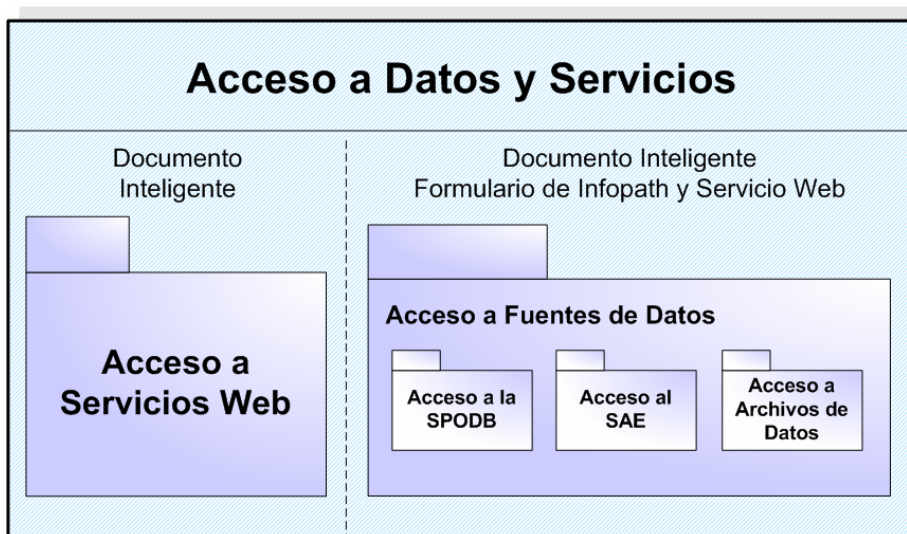 Acceso a Datos y Servicios
Documento
Inteligente
Documento Inteligente
Formulario de Infopath y Servicio Web
Acceso a
Servicios Web
Acceso a Fuentes de Datos
Acceso a la
SPODB
Acceso al
SAE
Acceso a
Archivos de
Datos